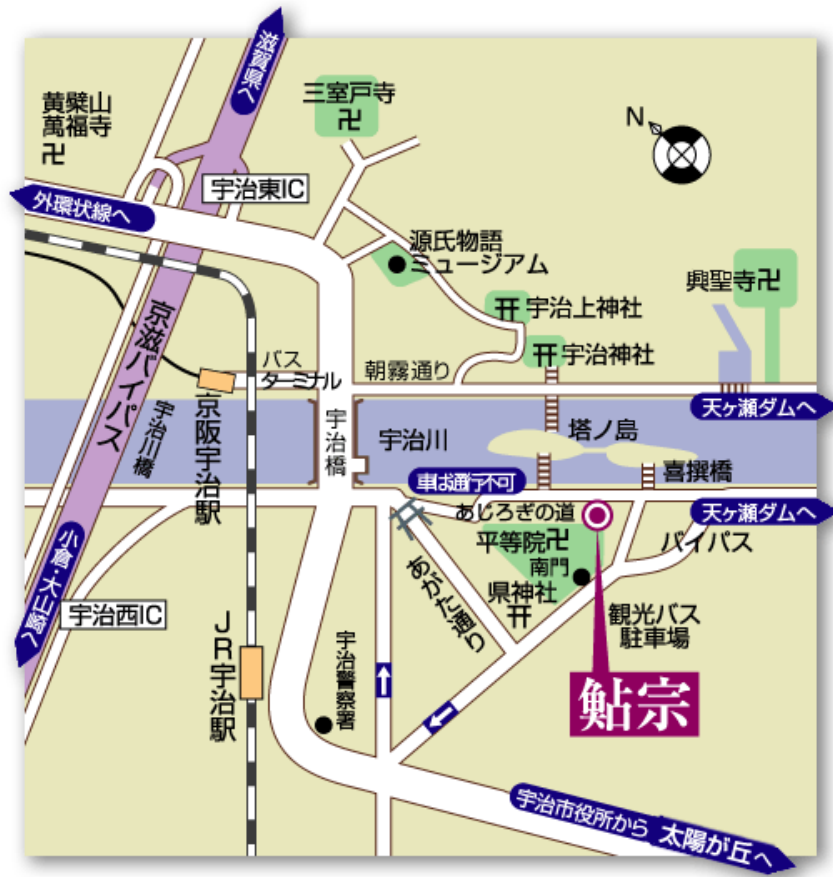 滋賀県へ
黄檗山
萬福寺
三室戸寺
N
宇治東IC
外環状線へ
源氏物語
ミュージアム
興聖寺
宇治上神社
宇治神社
京滋バイパス
バス
ターミナル
朝霧通り
天ヶ瀬ダムへ
宇治川橋
京阪宇治駅
宇治橋
宇治川
塔ノ島
喜撰橋
車は通行不可
あじろぎの道
天ヶ瀬ダムへ
平等院
南門
バイパス
県神社
あがた通り
観光バス
駐車場
小倉・大山崎へ
宇治西IC
JR宇治駅
宇治警察署
鮎宗
宇治市役所から 太陽が丘へ